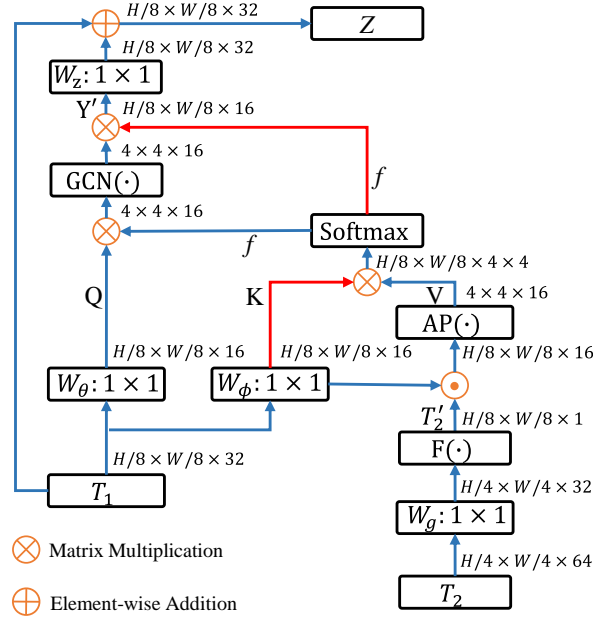 H/8 × W/8 × 32
Z
H/8 × W/8 × 32
W_z: 1 × 1
Y′
H/8 × W/8 × 16
4 × 4 × 16
f
GCN(·)
4 × 4 × 16
Softmax
f
H/8 × W/8 × 4 × 4
Q
K
V
4 × 4 × 16
AP(·)
H/8 × W/8 × 16
H/8 × W/8 × 16
H/8 × W/8 × 16
W_θ: 1 × 1
W_ϕ: 1 × 1
T₂′
H/8 × W/8 × 1
F(·)
H/8 × W/8 × 32
H/4 × W/4 × 32
T₁
W_g: 1 × 1
Matrix Multiplication
H/4 × W/4 × 64
Element-wise Addition
T₂